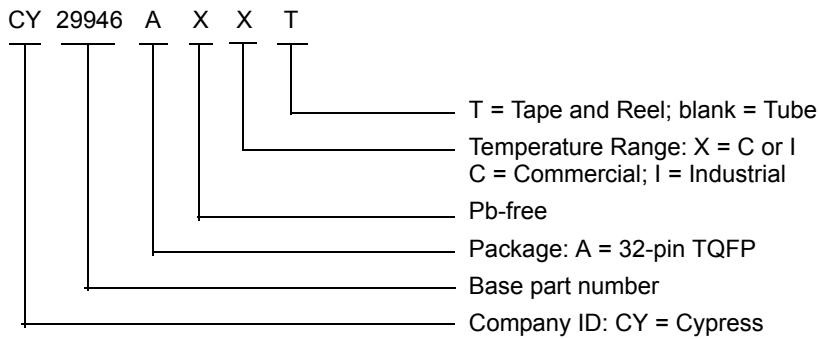 CY 29946 A X X T
T = Tape and Reel; blank = Tube
Temperature Range: X = C or I
C = Commercial; I = Industrial
Pb-free
Package: A = 32-pin TQFP
Base part number
Company ID: CY = Cypress